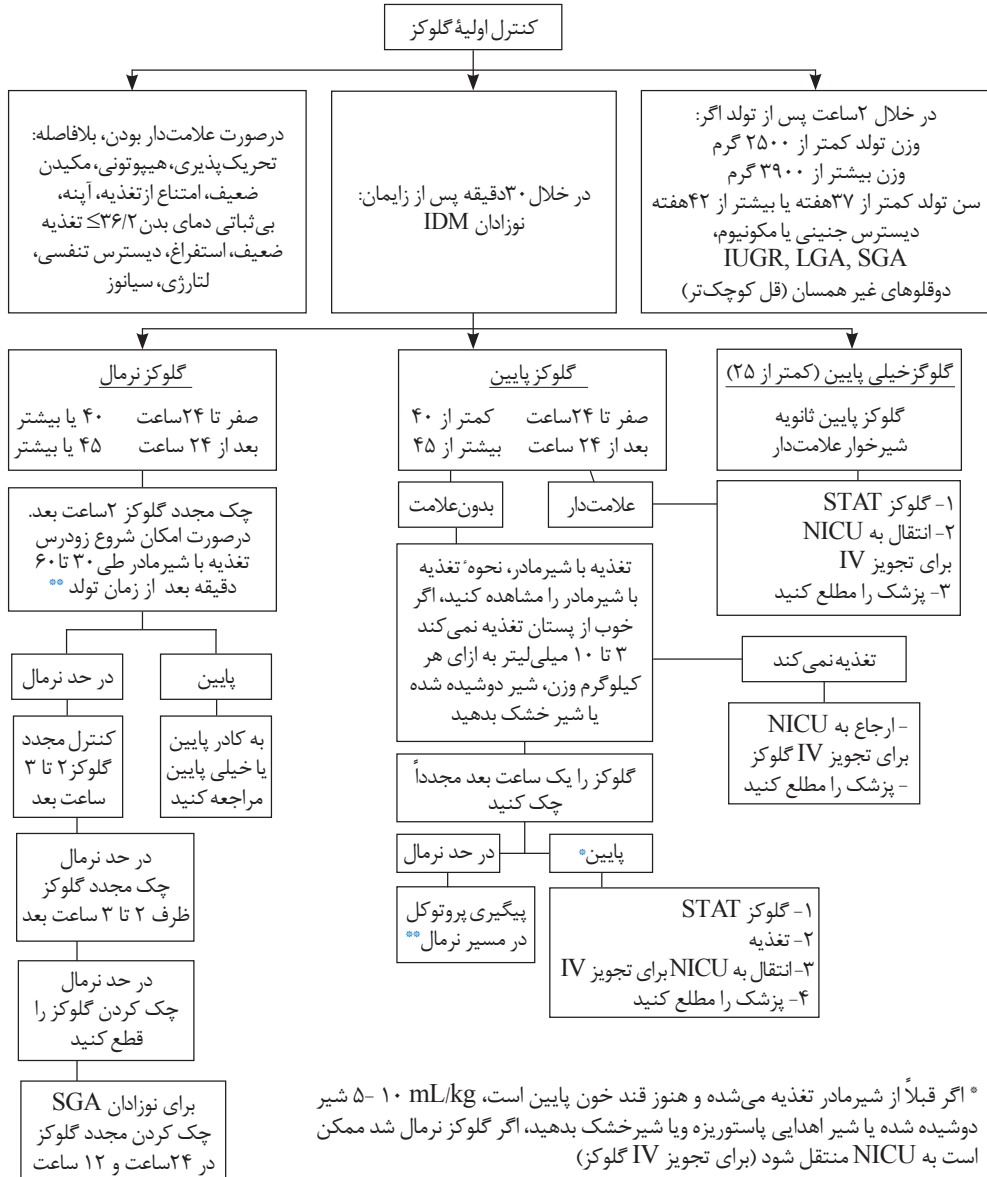 کنترل اولیۀ گلوکز
در خلال ۲ساعت پس از تولد اگر:
وزن تولد کمتر از ۲۵۰۰ گرم
وزن بیشتر از ۳۹۰۰ گرم
سن تولد کمتر از ۳۷هفته یا بیشتر از ۴۲هفته
دیسترس جنینی یا مکونیوم،
IUGR, LGA, SGA
دوقلوهای غیر همسان (قل کوچک‌تر)
در خلال ۳۰دقیقه پس از زایمان:
نوزادان IDM
درصورت علامت‌دار بودن، بلافاصله:
تحریک‌پذیری، هیپوتونی، مکیدن
ضعیف، امتناع ازتغذیه، آپنه،
بی‌ثباتی دمای بدن ۳۶/۲≥ تغذیه
ضعیف، استفراغ، دیسترس تنفسی،
لتارژی، سیانوز
گلوگزخیلی پایین (کمتر از ۲۵)
گلوکز پایین ثانویه
شیرخوار علامت‌دار
گلوکز پایین
صفر تا ۲۴ساعت کمتر از ۴۰
بعد از ۲۴ ساعت بیشتر از ۴۵
گلوکز نرمال
صفر تا ۲۴ساعت ۴۰ یا بیشتر
بعد از ۲۴ ساعت ۴۵ یا بیشتر
علامت‌دار
بدون‌علامت
۱- گلوکز STAT
۲- انتقال به NICU
برای تجویز IV
۳- پزشک را مطلع کنید
تغذیه با شیرمادر، نحوهٔ تغذیه
با شیرمادر را مشاهده کنید، اگر
خوب از پستان تغذیه نمی‌کند
۳ تا ۱۰ میلی‌لیتر به ازای هر
کیلوگرم وزن، شیر دوشیده شده
یا شیر خشک بدهید
تغذیه‌نمی‌کند
- ارجاع به NICU
برای تجویز IV گلوکز
- پزشک را مطلع کنید
گلوکز را یک ساعت بعد مجدداً
چک کنید
پایین*
در حد نرمال
۱- گلوکز STAT
۲- تغذیه
۳-انتقال به NICUبرای تجویز IV
۴- پزشک را مطلع کنید
پیگیری پروتوکل
در مسیر نرمال**
چک مجدد گلوکز ۲ساعت بعد.
درصورت امکان شروع زودرس
تغذیه با شیرمادر طی ۳۰ تا ۶۰
دقیقه بعد از زمان تولد **
پایین
در حد نرمال
به کادر پایین
یا خیلی پایین
مراجعه کنید
کنترل مجدد
گلوکز۲ تا ۳
ساعت بعد
در حد نرمال
چک مجدد گلوکز
ظرف ۲ تا ۳ ساعت بعد
در حد نرمال
چک کردن گلوکز را
قطع کنید
برای نوزادان SGA
چک کردن مجدد گلوکز
در ۲۴ساعت و ۱۲ ساعت
* اگر قبلاً از شیرمادر تغذیه می‌شده و هنوز قند خون پایین است، ۵- ۱۰ mL/kg شیر
دوشیده شده یا شیر اهدایی پاستوریزه ویا شیرخشک بدهید، اگر گلوکز نرمال شد ممکن
است به NICU منتقل شود (برای تجویز IV گلوکز)